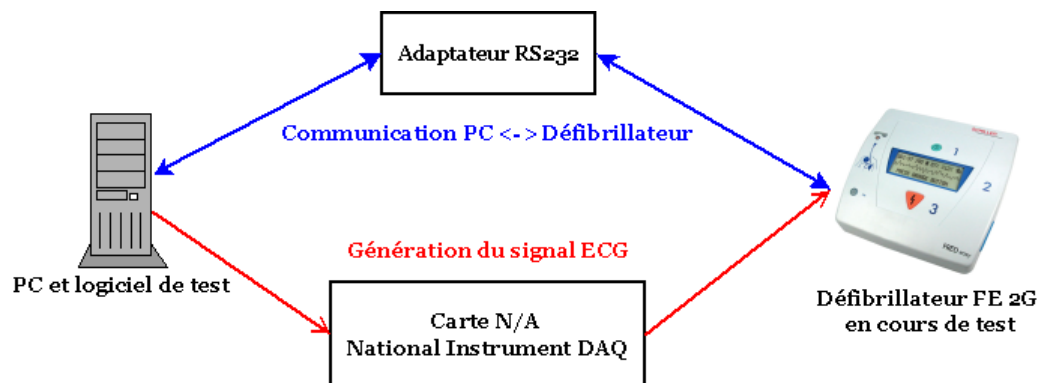 Adaptateur RS232
Communication PC <-> Défibrillateur
1
2
3
Génération du signal ECG
PC et logiciel de test
Carte N/A
National Instrument DAQ
Défibrillateur FE 2G
en cours de test